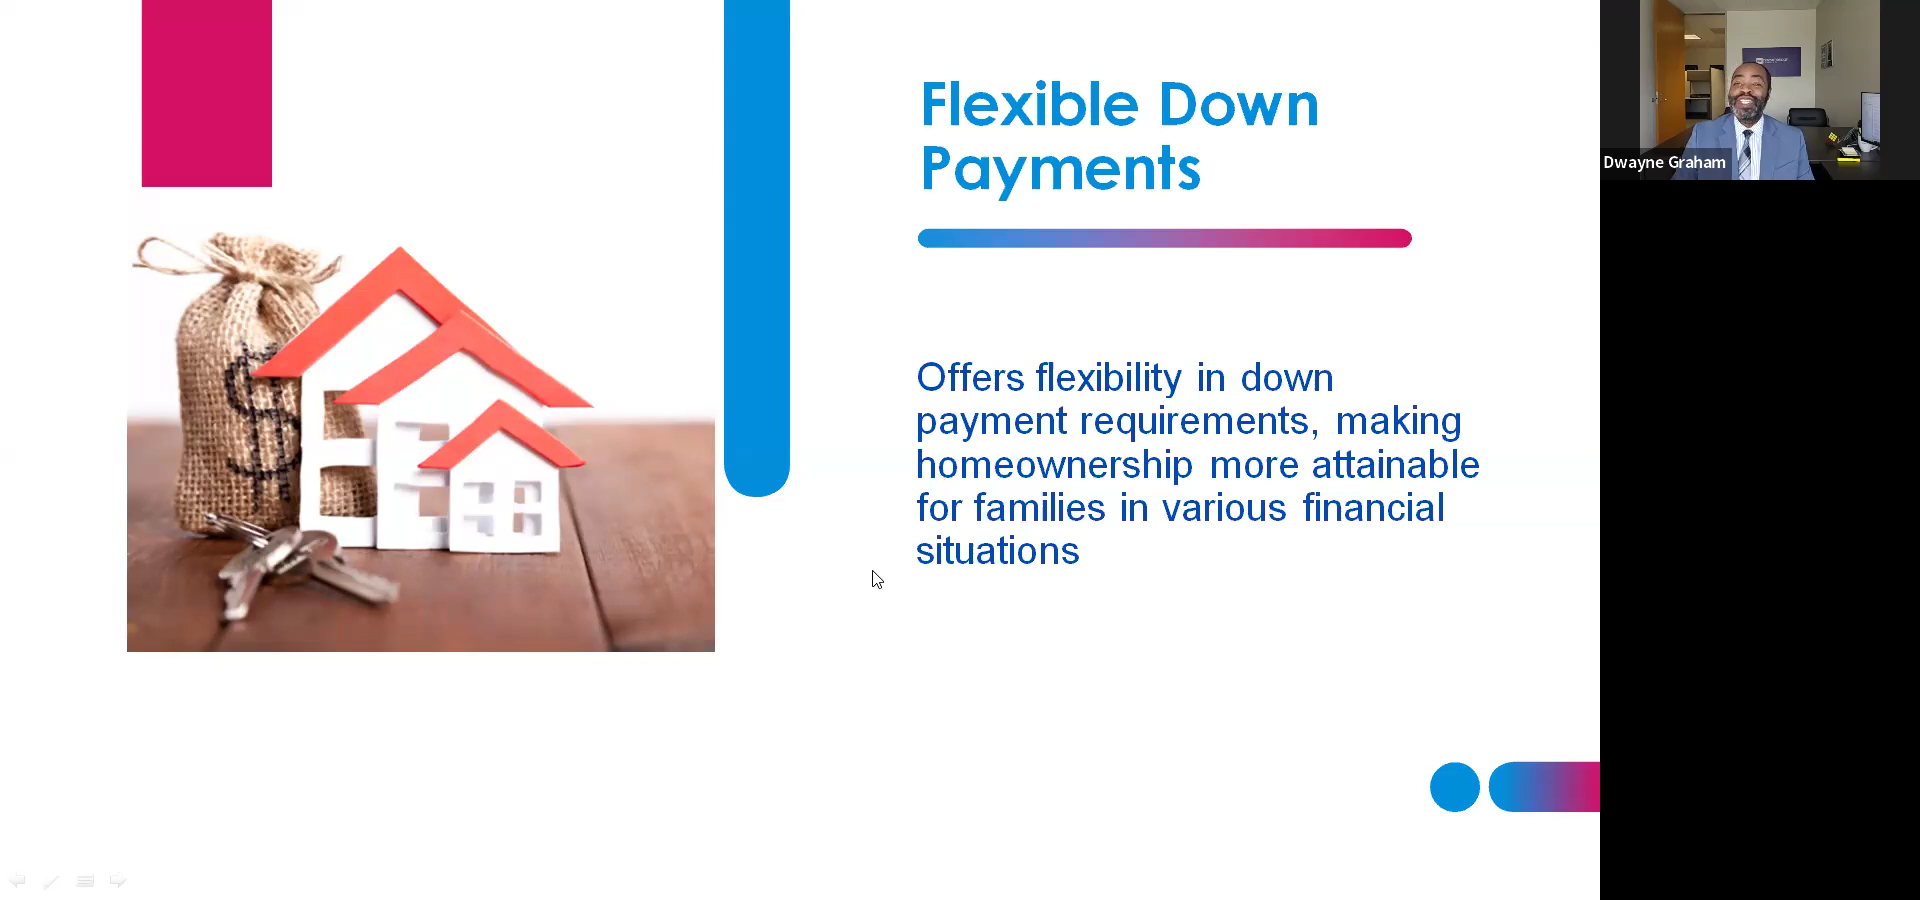 Flexible Down
Payments
Offers flexibility in down
payment requirements, making
homeownership more attainable
for families in various financial
situations
$
Dwayne Graham